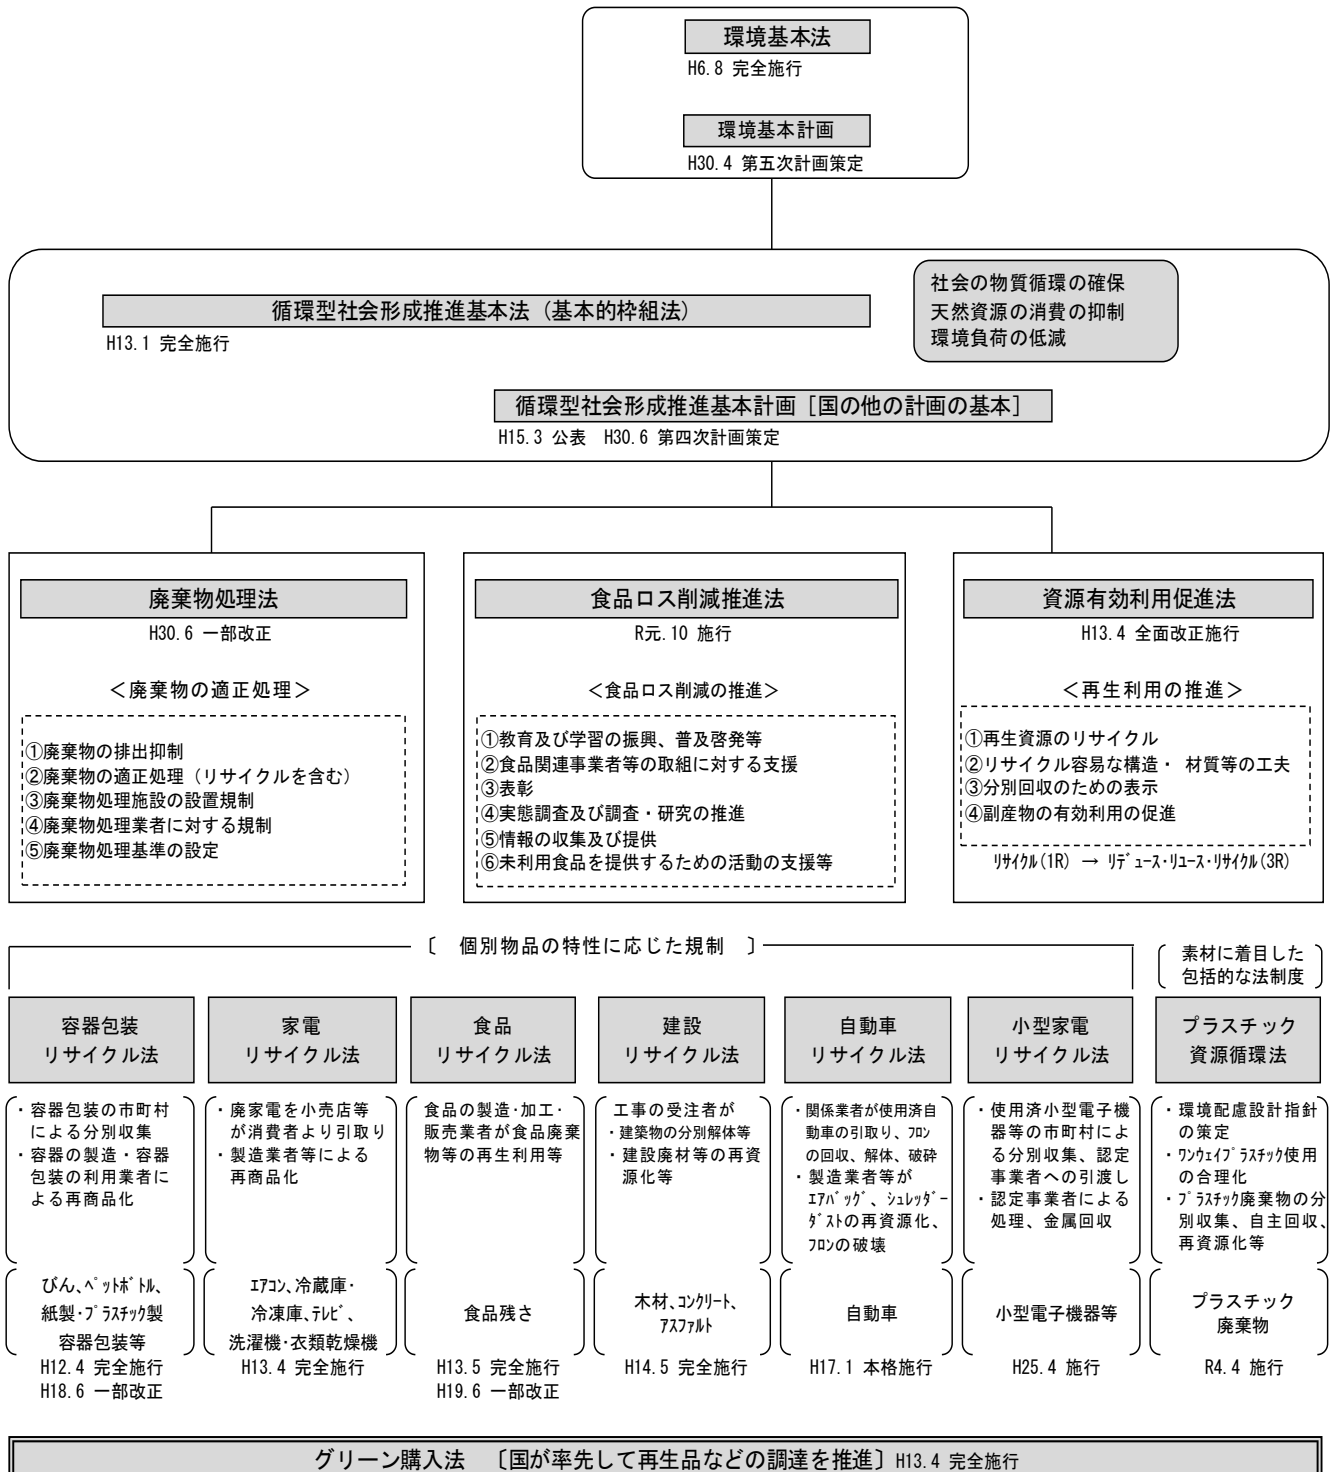 環境基本法
H6.8 完全施行
環境基本計画
H30.4 第五次計画策定
社会の物質循環の確保
天然資源の消費の抑制
環境負荷の低減
循環型社会形成推進基本法（基本的枠組法）
H13.1 完全施行
循環型社会形成推進基本計画［国の他の計画の基本］
H15.3 公表　H30.6 第四次計画策定
廃棄物処理法
H30.6 一部改正
＜廃棄物の適正処理＞
①廃棄物の排出抑制
②廃棄物の適正処理（リサイクルを含む）
③廃棄物処理施設の設置規制
④廃棄物処理業者に対する規制
⑤廃棄物処理基準の設定
食品ロス削減推進法
R元.10 施行
＜食品ロス削減の推進＞
①教育及び学習の振興、普及啓発等
②食品関連事業者等の取組に対する支援
③表彰
④実態調査及び調査・研究の推進
⑤情報の収集及び提供
⑥未利用食品を提供するための活動の支援等
資源有効利用促進法
H13.4 全面改正施行
＜再生利用の推進＞
①再生資源のリサイクル
②リサイクル容易な構造・ 材質等の工夫
③分別回収のための表示
④副産物の有効利用の促進
ﾘｻｲｸﾙ(1R) → ﾘﾃﾞｭｰｽ･ﾘﾕｰｽ･ﾘｻｲｸﾙ(3R)
〔　個別物品の特性に応じた規制　〕
素材に着目した
包括的な法制度
容器包装
リサイクル法
・容器包装の市町村
による分別収集
・容器の製造・容器
包装の利用業者に
よる再商品化
びん､ﾍﾟｯﾄﾎﾞﾄﾙ､
紙製･ﾌﾟﾗｽﾁｯｸ製
容器包装等
H12.4 完全施行
H18.6 一部改正
家電
リサイクル法
・廃家電を小売店等
が消費者より引取り
・製造業者等による
再商品化
ｴｱｺﾝ､冷蔵庫･
冷凍庫､ﾃﾚﾋﾞ､
洗濯機･衣類乾燥機
H13.4 完全施行
食品
リサイクル法
食品の製造･加工･
販売業者が食品廃棄
物等の再生利用等
食品残さ
H13.5 完全施行
H19.6 一部改正
建設
リサイクル法
工事の受注者が
・建築物の分別解体等
・建設廃材等の再資
源化等
木材､ｺﾝｸﾘｰﾄ､
ｱｽﾌｧﾙﾄ
H14.5 完全施行
自動車
リサイクル法
・関係業者が使用済自
動車の引取り、ﾌﾛﾝ
の回収、解体、破砕
・製造業者等が
ｴｱﾊﾞｯｸﾞ、ｼｭﾚｯﾀﾞｰ
ﾀﾞｽﾄの再資源化、
ﾌﾛﾝの破壊
自動車
H17.1 本格施行
小型家電
リサイクル法
・使用済小型電子機
器等の市町村によ
る分別収集、認定
事業者への引渡し
・認定事業者による
処理、金属回収
小型電子機器等
H25.4 施行
プラスチック
資源循環法
・環境配慮設計指針
の策定
・ﾜﾝｳｪｲﾌﾟﾗｽﾁｯｸ使用
の合理化
・ﾌﾟﾗｽﾁｯｸ廃棄物の分
別収集、自主回収、
再資源化等
プラスチック
廃棄物
R4.4 施行
グリーン購入法　〔国が率先して再生品などの調達を推進〕H13.4 完全施行